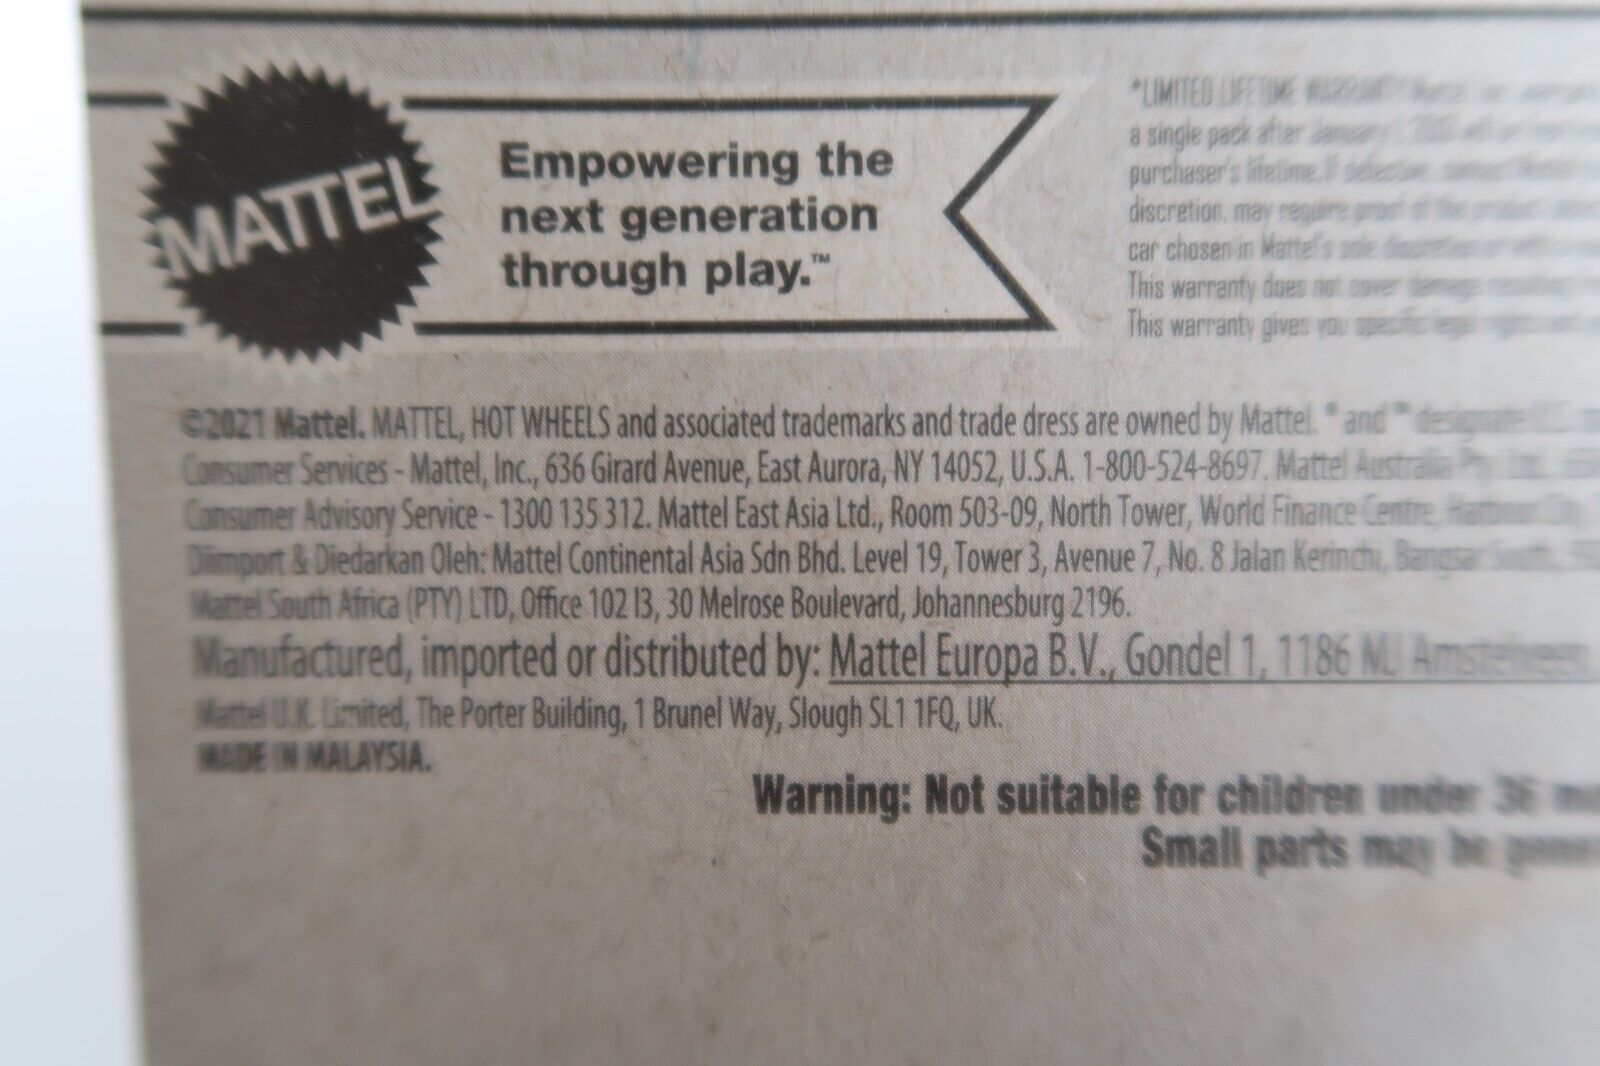 MATTEL
Empowering the
next generation
through play.™
*LIMITED LIFETIME WARRANTY Mattel
a single pack after January
purchaser's lifetime. If defective,
discretion, may require proof of the product
car chosen in Mattel's sole discretion or with
This warranty does not cover damage resulting
This warranty gives you specific legal rights and
©2021 Mattel. MATTEL, HOT WHEELS and associated trademarks and trade dress are owned by Mattel. ® and ™ designate U.S.
Consumer Services - Mattel, Inc., 636 Girard Avenue, East Aurora, NY 14052, U.S.A. 1-800-524-8697. Mattel Australia Pty. Ltd.,
Consumer Advisory Service - 1300 135 312. Mattel East Asia Ltd., Room 503-09, North Tower, World Finance Centre, Harbour City,
Diimport & Diedarkan Oleh: Mattel Continental Asia Sdn Bhd. Level 19, Tower 3, Avenue 7, No. 8 Jalan Kerinchi, Bangsar South,
Mattel South Africa (PTY) LTD, Office 102 I3, 30 Melrose Boulevard, Johannesburg 2196.
Manufactured, imported or distributed by: Mattel Europa B.V., Gondel 1, 1186 MJ Amstelveen,
Mattel U.K. Limited, The Porter Building, 1 Brunel Way, Slough SL1 1FQ, UK.
MADE IN MALAYSIA.
Warning: Not suitable for children under 36
Small parts may be